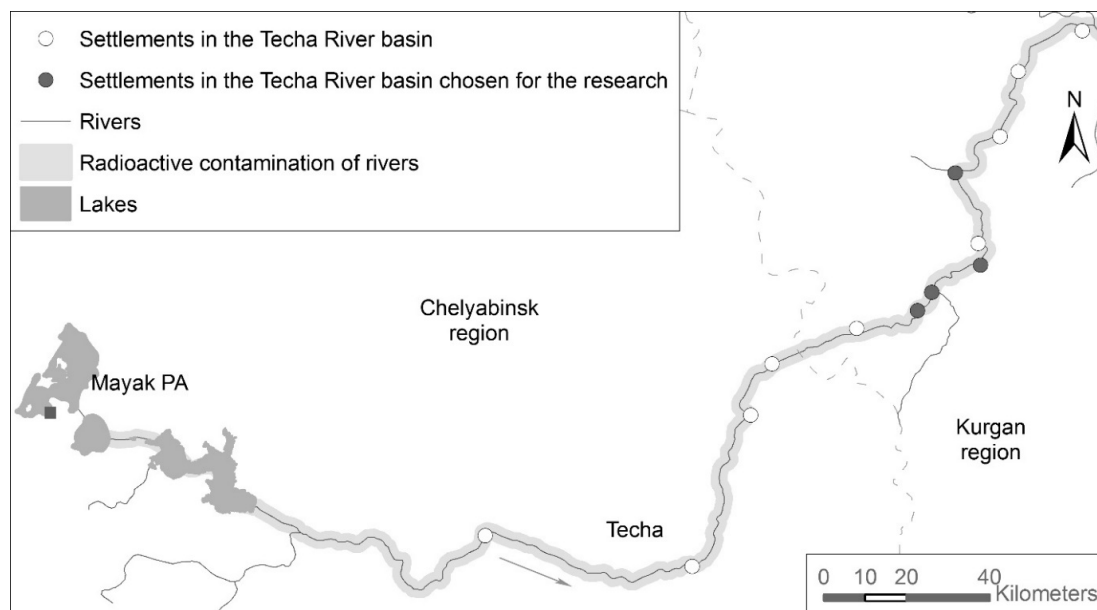 Settlements in the Techa River basin
Settlements in the Techa River basin chosen for the research
Rivers
Radioactive contamination of rivers
Lakes
N
Chelyabinsk
region
Mayak PA
Kurgan
region
Techa
0 10 20 40
Kilometers